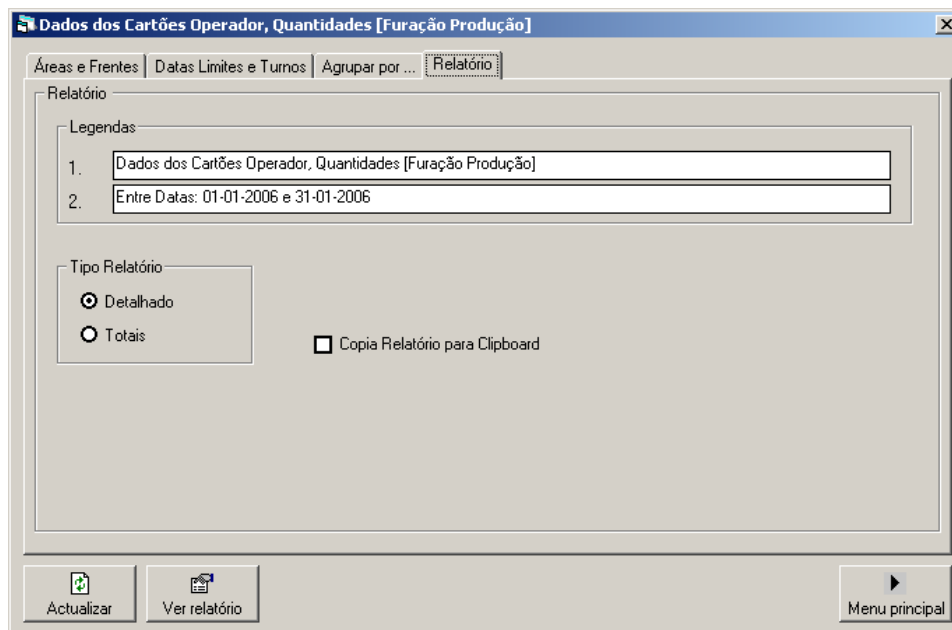 Dados dos Cartões Operador, Quantidades [Furação Produção]
Áreas e Frentes Datas Limites e Turnos Agrupar por ... Relatório
Relatório
Legendas
1. Dados dos Cartões Operador, Quantidades [Furação Produção]
2. Entre Datas: 01-01-2006 e 31-01-2006
Tipo Relatório
Detalhado
Totais
Copia Relatório para Clipboard
Actualizar Ver relatório Menu principal